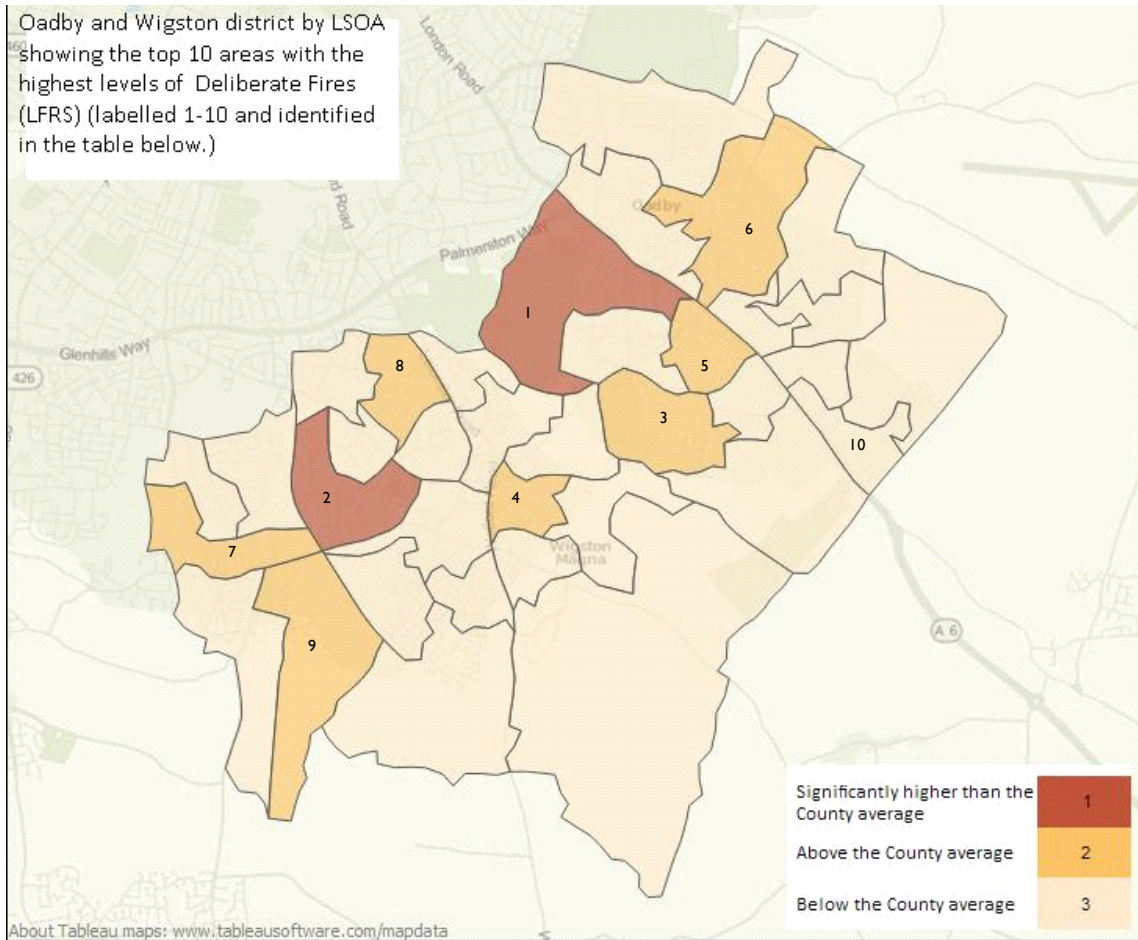 Oadby and Wigston district by LSOA
showing the top 10 areas with the
highest levels of Deliberate Fires
(LFRS) (labelled 1-10 and identified
in the table below.)
London Road
Road
Palmerston Way
Oadby
6
1
Glenhills Way
426
8
5
3
10
2
4
7
Wigston
Magna
A 6
9
Significantly higher than the
County average
1
Above the County average
2
Below the County average
3
About Tableau maps: www.tableausoftware.com/mapdata